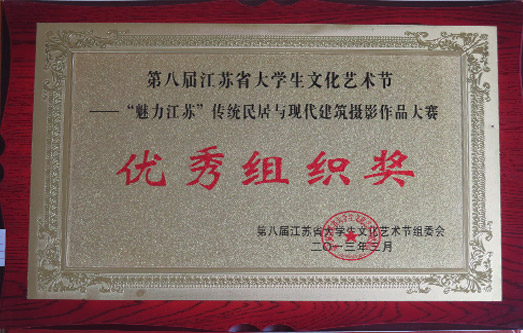 第八届江苏省大学生文化艺术节
——“魅力江苏”传统民居与现代建筑摄影作品大赛
优秀组织奖
第八届江苏省大学生文化艺术节组委会
二〇一三年三月